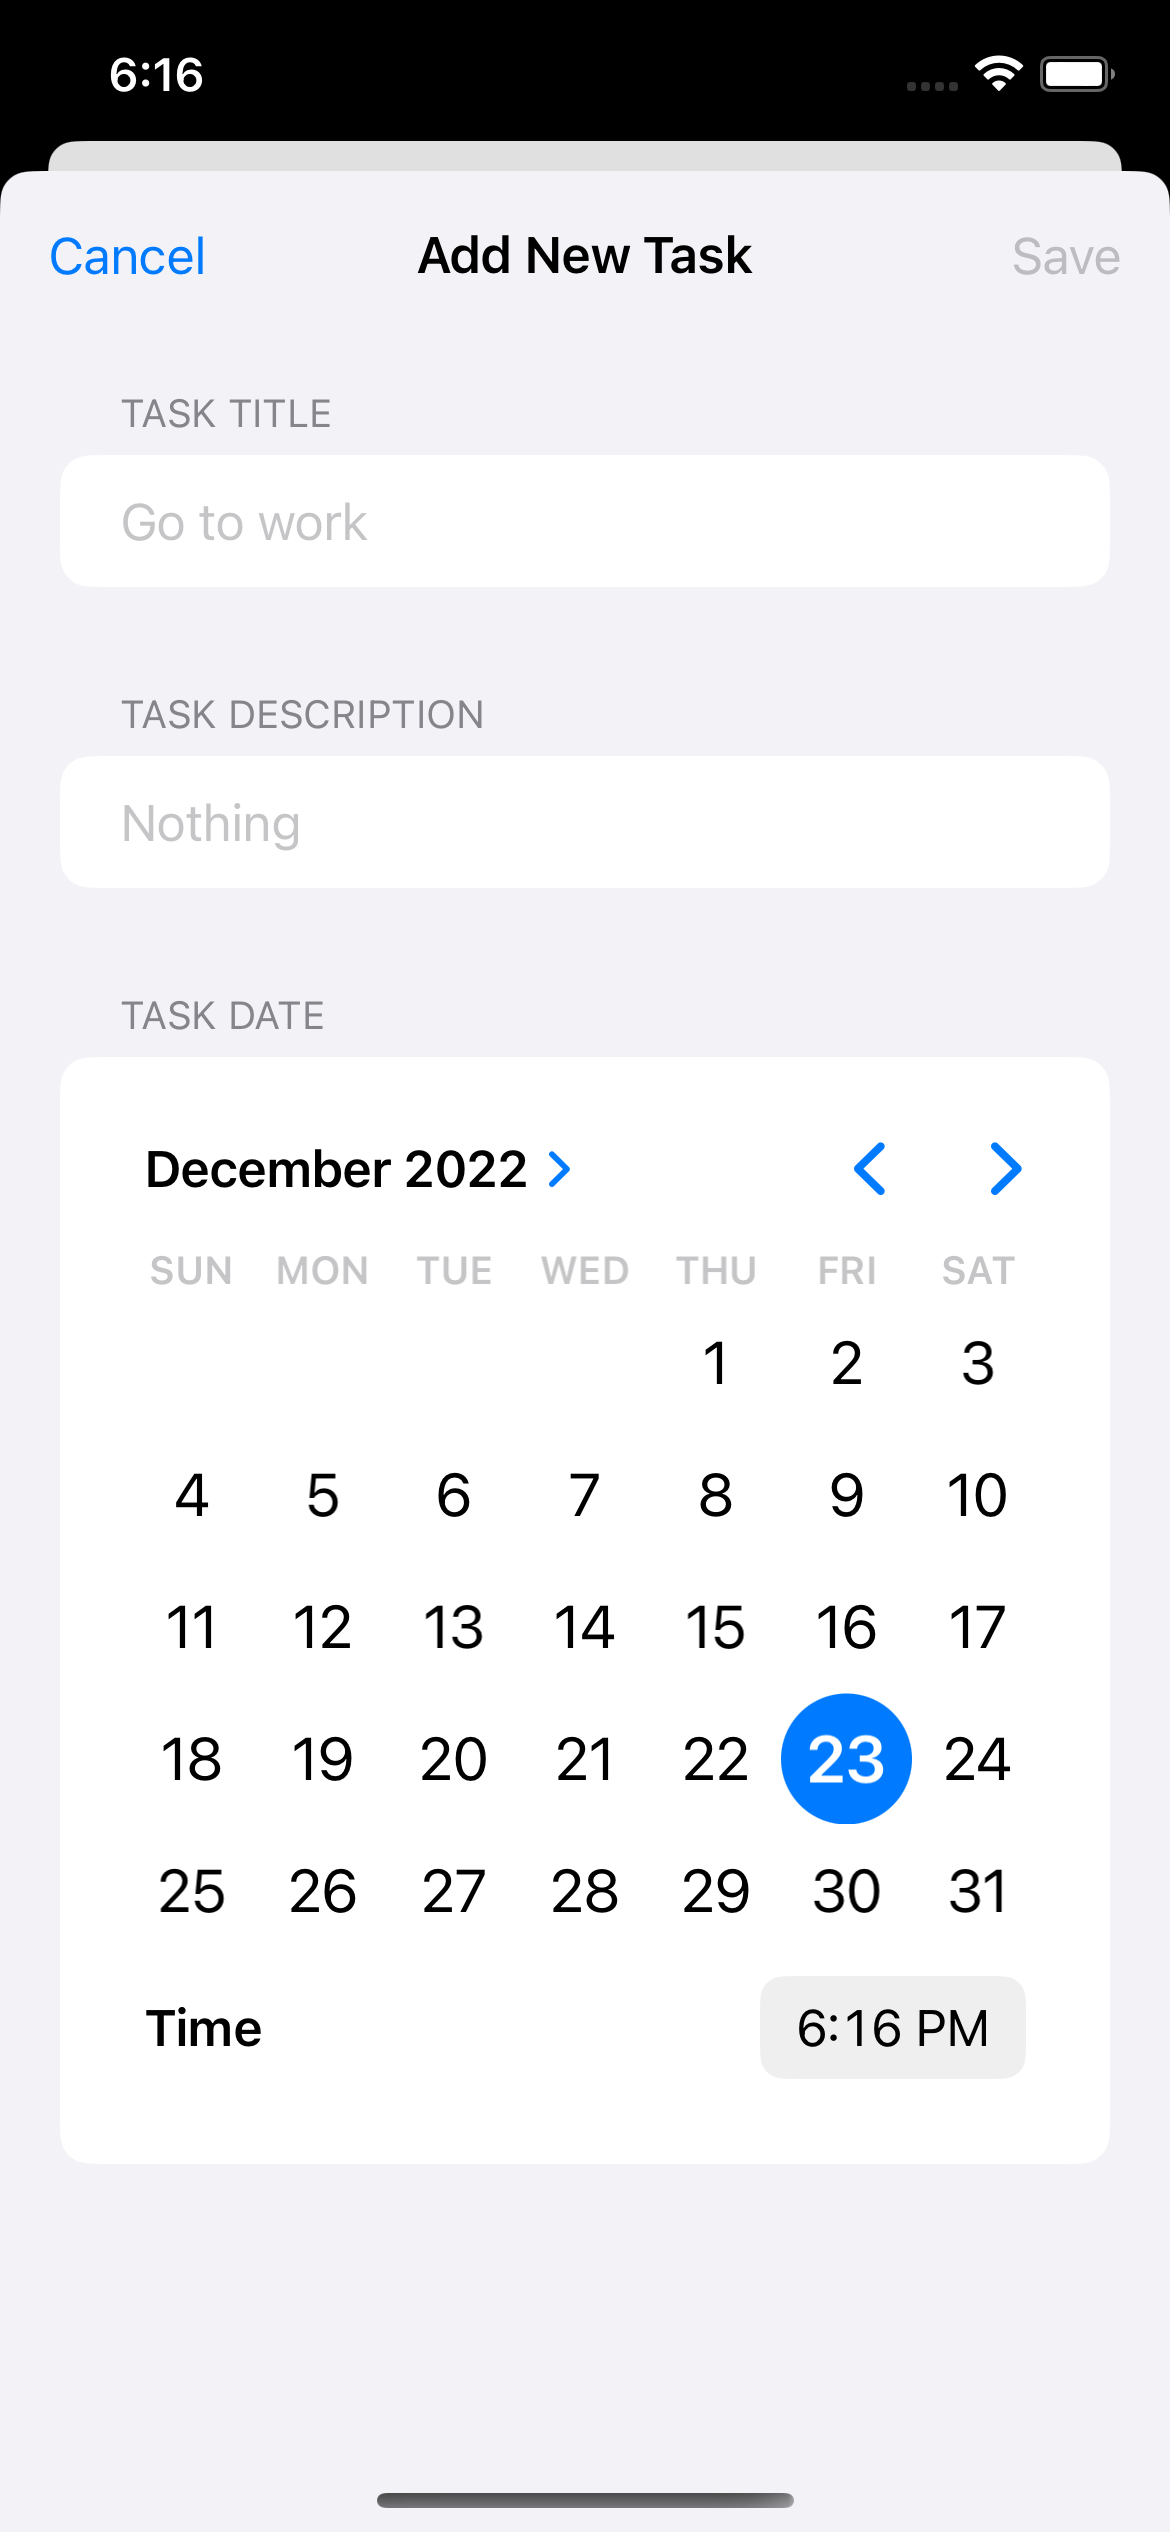 6:16
Cancel Add New Task Save
TASK TITLE
Go to work
TASK DESCRIPTION
Nothing
TASK DATE
December 2022
SUN MON TUE WED THU FRI SAT
1 2 3
4 5 6 7 8 9 10
11 12 13 14 15 16 17
18 19 20 21 22 23 24
25 26 27 28 29 30 31
Time 6:16 PM